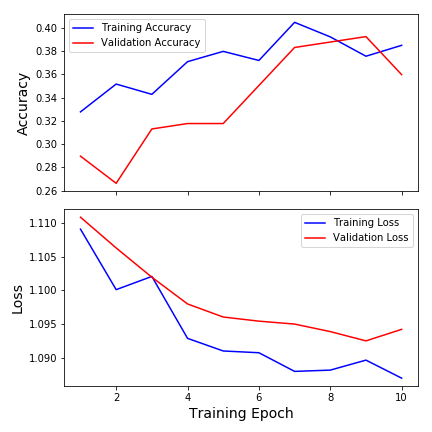 0.40
0.38
0.36
0.34
0.32
0.30
0.28
0.26
Accuracy
Training Accuracy
Validation Accuracy
1.110
1.105
1.100
1.095
1.090
Loss
Training Loss
Validation Loss
2 4 6 8 10
Training Epoch